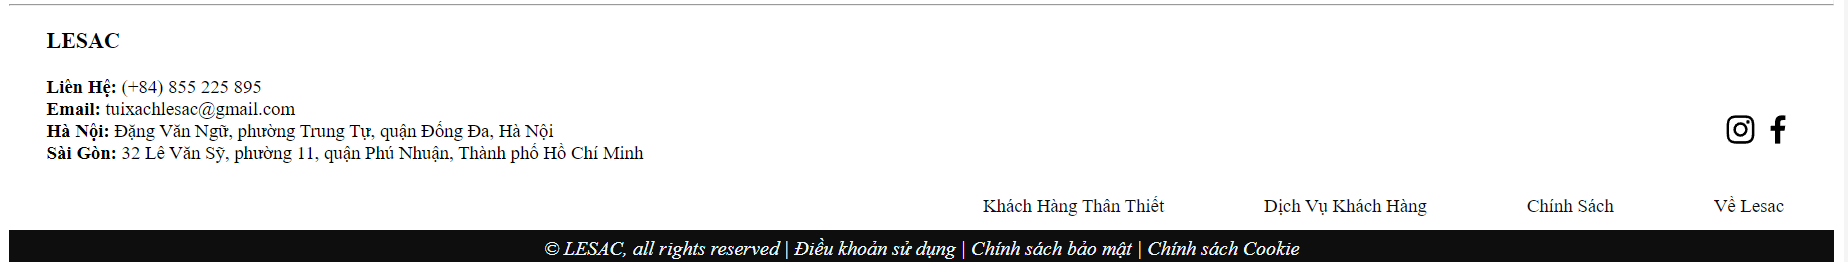 LESAC
Liên Hệ: (+84) 855 225 895
Email: tuixachlesac@gmail.com
Hà Nội: Đặng Văn Ngữ, phường Trung Tự, quận Đống Đa, Hà Nội
Sài Gòn: 32 Lê Văn Sỹ, phường 11, quận Phú Nhuận, Thành phố Hồ Chí Minh
Khách Hàng Thân Thiết Dịch Vụ Khách Hàng Chính Sách Về Lesac
© LESAC, all rights reserved | Điều khoản sử dụng | Chính sách bảo mật | Chính sách Cookie